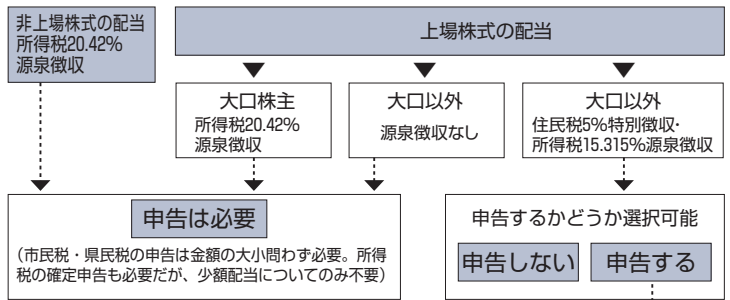 非上場株式の配当
所得税20.42%
源泉徴収
上場株式の配当
大口株主
所得税20.42%
源泉徴収
大口以外
源泉徴収なし
大口以外
住民税5%特別徴収・
所得税15.315%源泉徴収
申告は必要
（市民税・県民税の申告は金額の大小問わず必要。所得
税の確定申告も必要だが、少額配当についてのみ不要）
申告するかどうか選択可能
申告しない
申告する